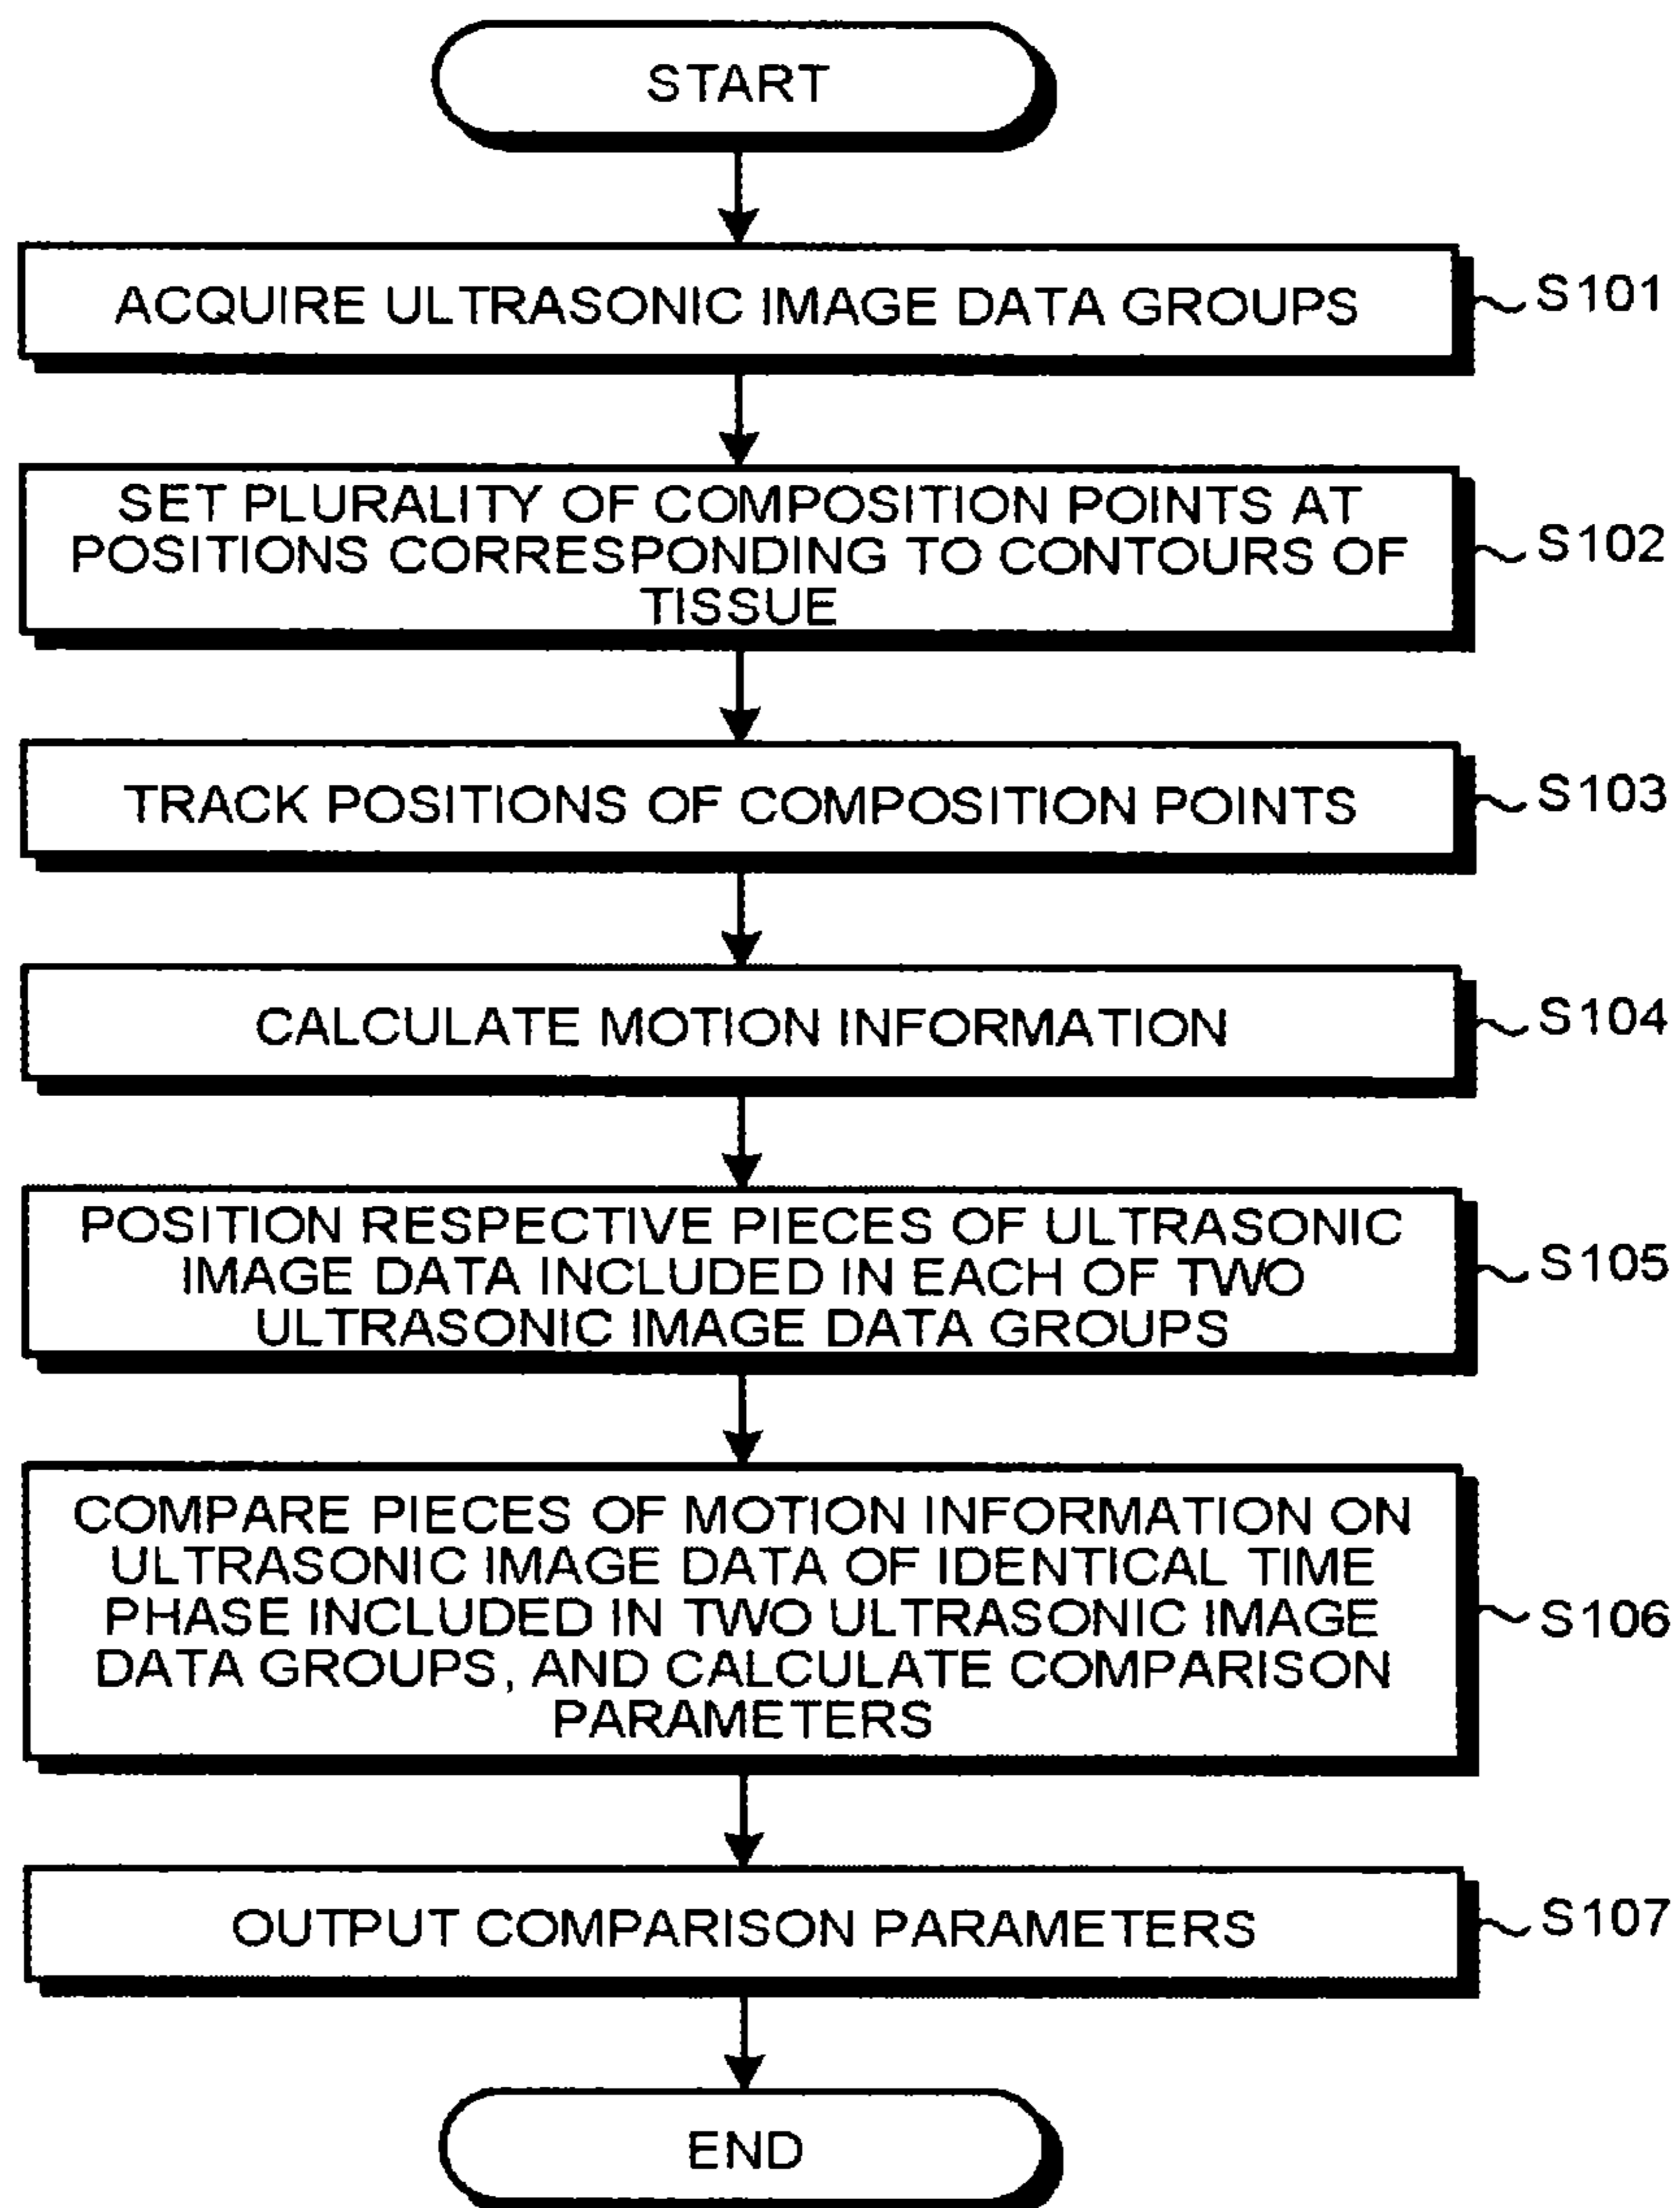 START
ACQUIRE ULTRASONIC IMAGE DATA GROUPS
S101
SET PLURALITY OF COMPOSITION POINTS AT
POSITIONS CORRESPONDING TO CONTOURS OF
TISSUE
S102
TRACK POSITIONS OF COMPOSITION POINTS
S103
CALCULATE MOTION INFORMATION
S104
POSITION RESPECTIVE PIECES OF ULTRASONIC
IMAGE DATA INCLUDED IN EACH OF TWO
ULTRASONIC IMAGE DATA GROUPS
S105
COMPARE PIECES OF MOTION INFORMATION ON
ULTRASONIC IMAGE DATA OF IDENTICAL TIME
PHASE INCLUDED IN TWO ULTRASONIC IMAGE
DATA GROUPS, AND CALCULATE COMPARISON
PARAMETERS
S106
OUTPUT COMPARISON PARAMETERS
S107
END